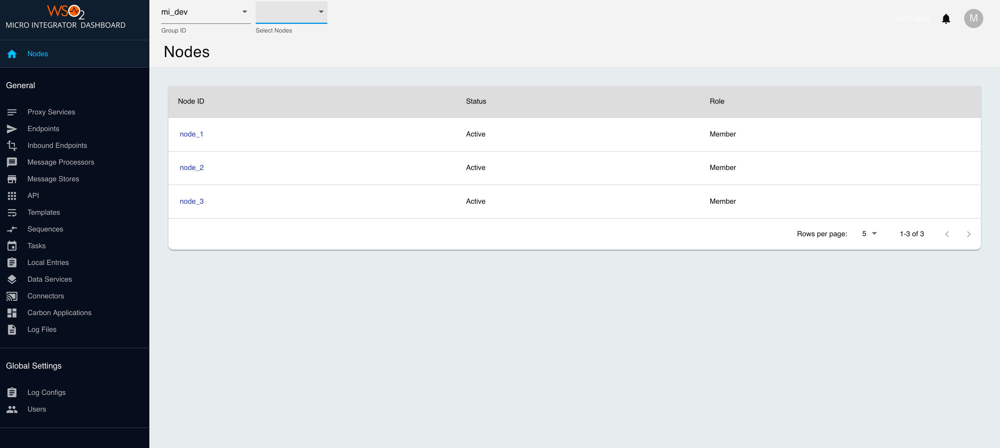 WSO2
MICRO INTEGRATOR DASHBOARD
Nodes
General
Proxy Services
Endpoints
Inbound Endpoints
Message Processors
Message Stores
API
Templates
Sequences
Tasks
Local Entries
Data Services
Connectors
Carbon Applications
Log Files
Global Settings
Log Configs
Users
mi_dev
Group ID
Select Nodes
Go to docs
M
Nodes
Node ID Status Role
node_1 Active Member
node_2 Active Member
node_3 Active Member
Rows per page: 5 1-3 of 3